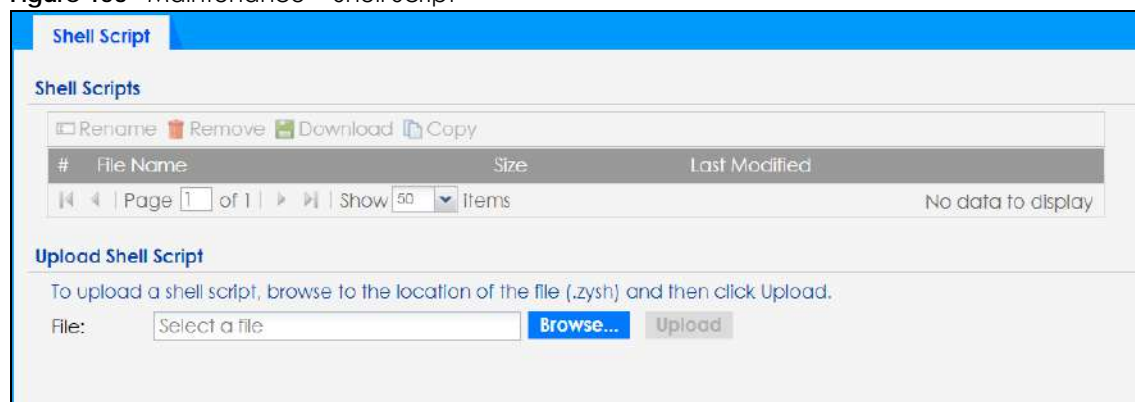 Shell Script
Shell Scripts
Rename Remove Download Copy
# File Name Size Last Modified
Page 1 of 1 Show 50 Items No data to display
Upload Shell Script
To upload a shell script, browse to the location of the file (.zysh) and then click Upload.
File: Select a file Browse... Upload